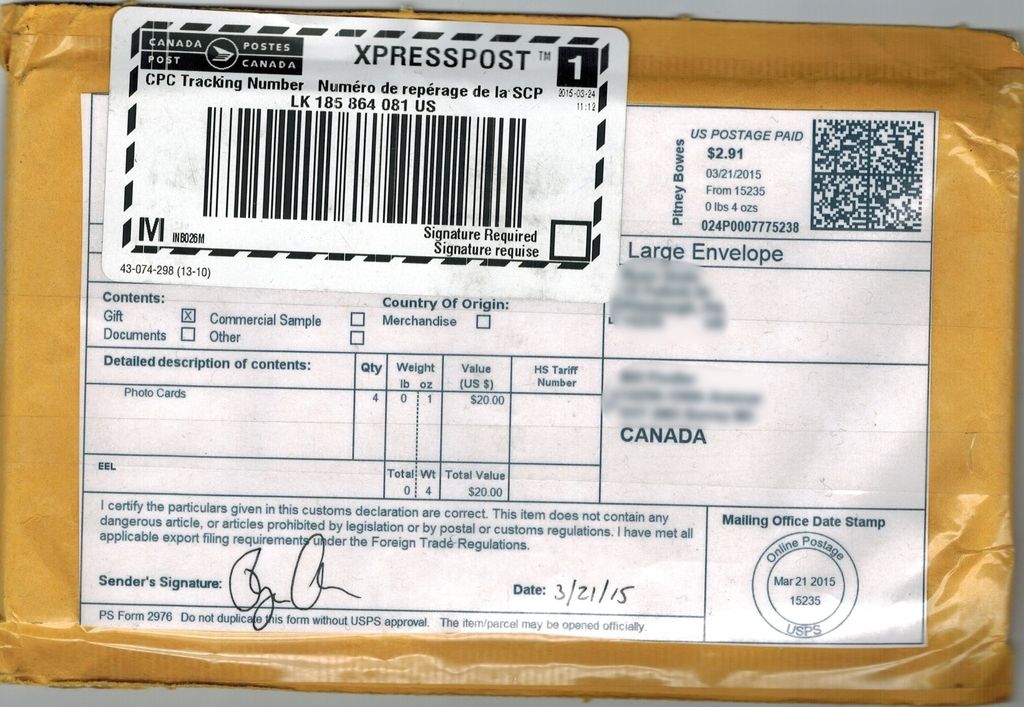 CANADA POSTES
POST CANADA
XPRESSPOST ™ 1
CPC Tracking Number Numéro de repérage de la SCP
2015-03-24
LK 185 864 081 US
11:12
M INB026M
Signature Required
Signature requise
43-074-298 (13-10)
Pitney Bowes
US POSTAGE PAID
$2.91
03/21/2015
From 15235
0 lbs 4 ozs
024P0007775238
Large Envelope
Contents:
Country Of Origin:
Gift X Commercial Sample Merchandise
Documents Other
Detailed description of contents: Qty Weight Value HS Tariff
lb oz (US $) Number
Photo Cards 4 0 1 $20.00
CANADA
EEL Total Wt Total Value
0 4 $20.00
I certify the particulars given in this customs declaration are correct. This item does not contain any
dangerous article, or articles prohibited by legislation or by postal or customs regulations. I have met all
applicable export filing requirements under the Foreign Trade Regulations.
Sender's Signature: Date: 3/21/15
PS Form 2976 Do not duplicate this form without USPS approval. The item/parcel may be opened officially.
Mailing Office Date Stamp
Online Postage
Mar 21 2015
15235
USPS